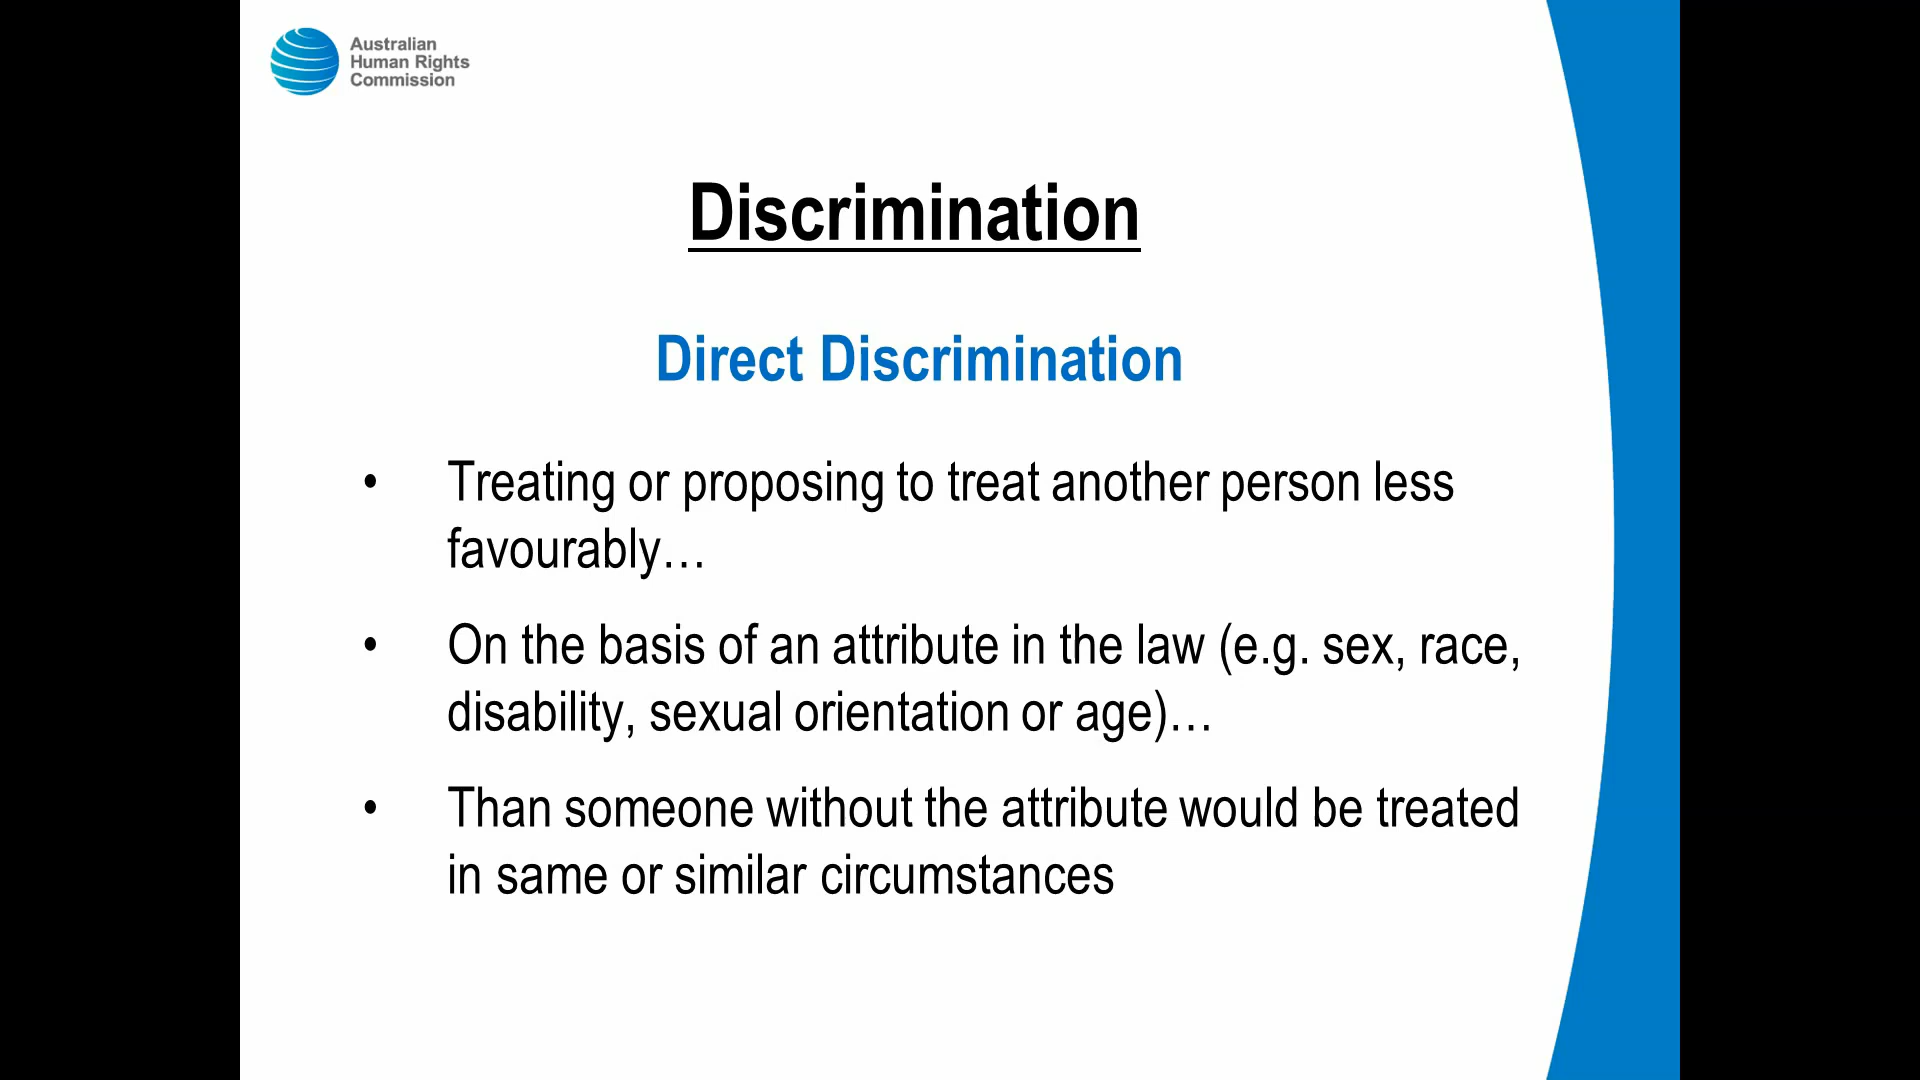 Australian
Human Rights
Commission
Discrimination
Direct Discrimination
• Treating or proposing to treat another person less
favourably…
• On the basis of an attribute in the law (e.g. sex, race,
disability, sexual orientation or age)…
• Than someone without the attribute would be treated
in same or similar circumstances